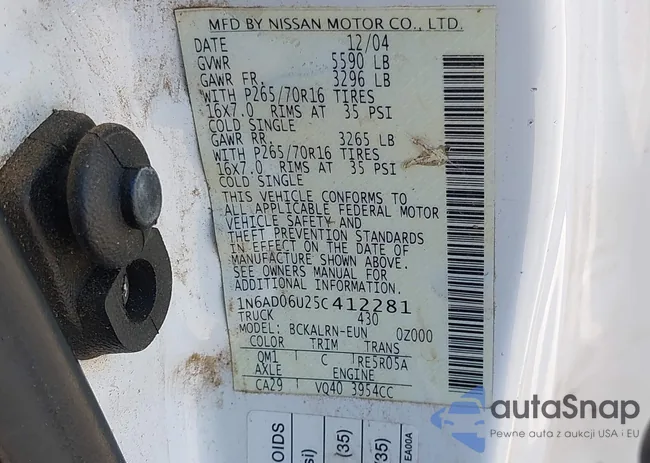 MFD BY NISSAN MOTOR CO., LTD.
DATE 12/04
GVWR 5590 LB
GAWR FR. 3296 LB
WITH P265/70R16 TIRES
16X7.0 RIMS AT 35 PSI
COLD SINGLE
GAWR RR. 3265 LB
WITH P265/70R16 TIRES
16X7.0 RIMS AT 35 PSI
COLD SINGLE
THIS VEHICLE CONFORMS TO
ALL APPLICABLE FEDERAL MOTOR
VEHICLE SAFETY AND
THEFT PREVENTION STANDARDS
IN EFFECT ON THE DATE OF
MANUFACTURE SHOWN ABOVE.
SEE OWNERS MANUAL FOR
ADDITIONAL INFORMATION.
1N6AD06U25C412281
TRUCK 430
MODEL: BCKALRN-EUN 0Z000
COLOR TRIM TRANS
QM1 C RE5R05A
AXLE ENGINE
CA29 VQ40 3954CC
OIDS
si)
(35)
(35)
EA00A
autaSnap
Pewne auta z aukcji USA i EU